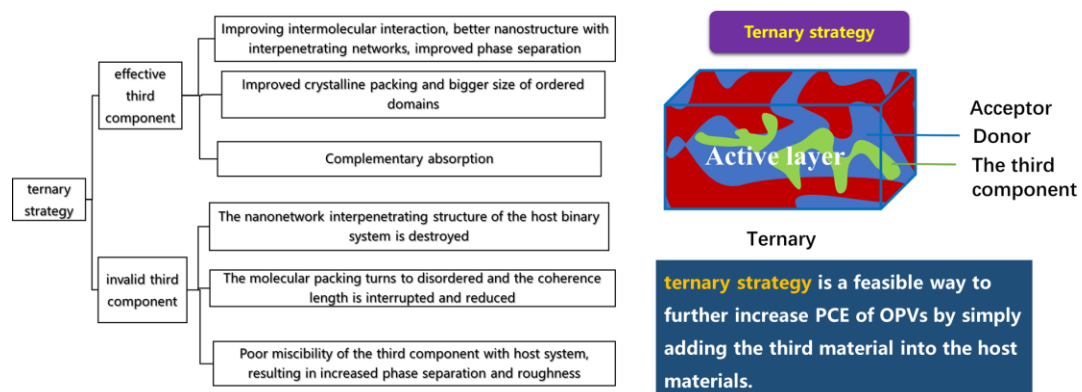 ternary
strategy
effective
third
component
Improving intermolecular interaction, better nanostructure with
interpenetrating networks, improved phase separation
Improved crystalline packing and bigger size of ordered
domains
Complementary absorption
invalid third
component
The nanonetwork interpenetrating structure of the host binary
system is destroyed
The molecular packing turns to disordered and the coherence
length is interrupted and reduced
Poor miscibility of the third component with host system,
resulting in increased phase separation and roughness
Ternary strategy
Active layer
Acceptor
Donor
The third
component
Ternary
ternary strategy is a feasible way to
further increase PCE of OPVs by simply
adding the third material into the host
materials.